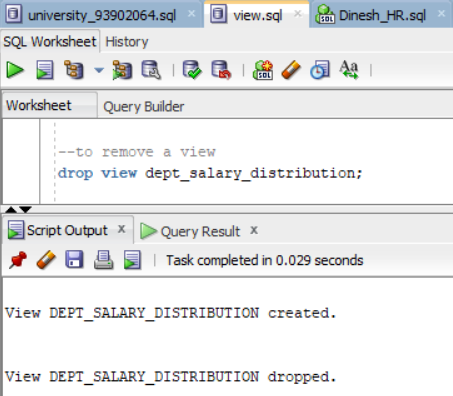 university_93902064.sql x view.sql x Dinesh_HR.sql x
SQL Worksheet History
Worksheet Query Builder
--to remove a view
drop view dept_salary_distribution;
Script Output x Query Result x
Task completed in 0.029 seconds
View DEPT_SALARY_DISTRIBUTION created.
View DEPT_SALARY_DISTRIBUTION dropped.